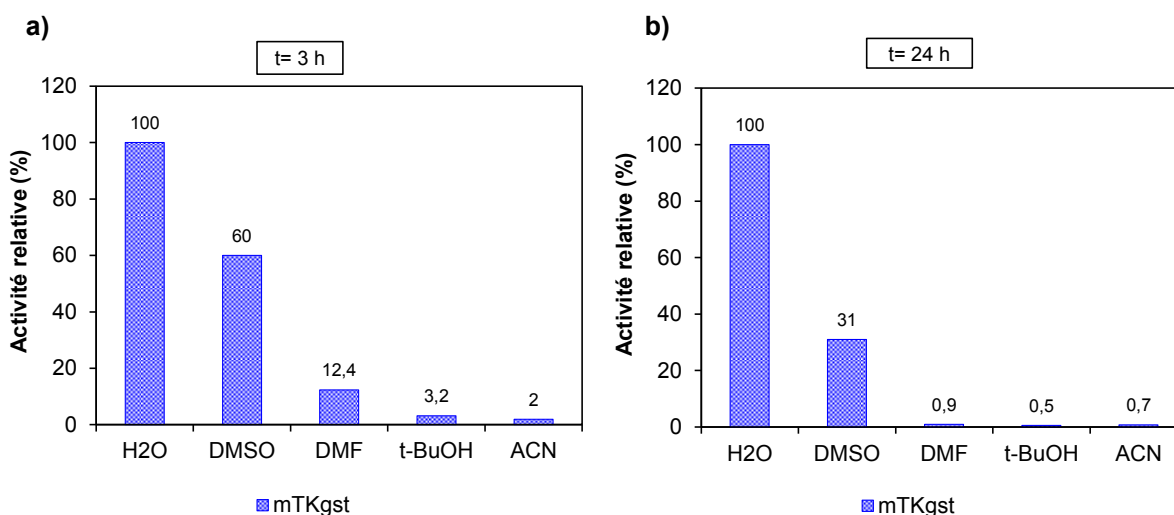 a)
t= 3 h
Activité relative (%)
120
100
80
60
40
20
0
100
60
12,4
3,2
2
H2O DMSO DMF t-BuOH ACN
mTKgst
b)
t= 24 h
Activité relative (%)
120
100
80
60
40
20
0
100
31
0,9
0,5
0,7
H2O DMSO DMF t-BuOH ACN
mTKgst